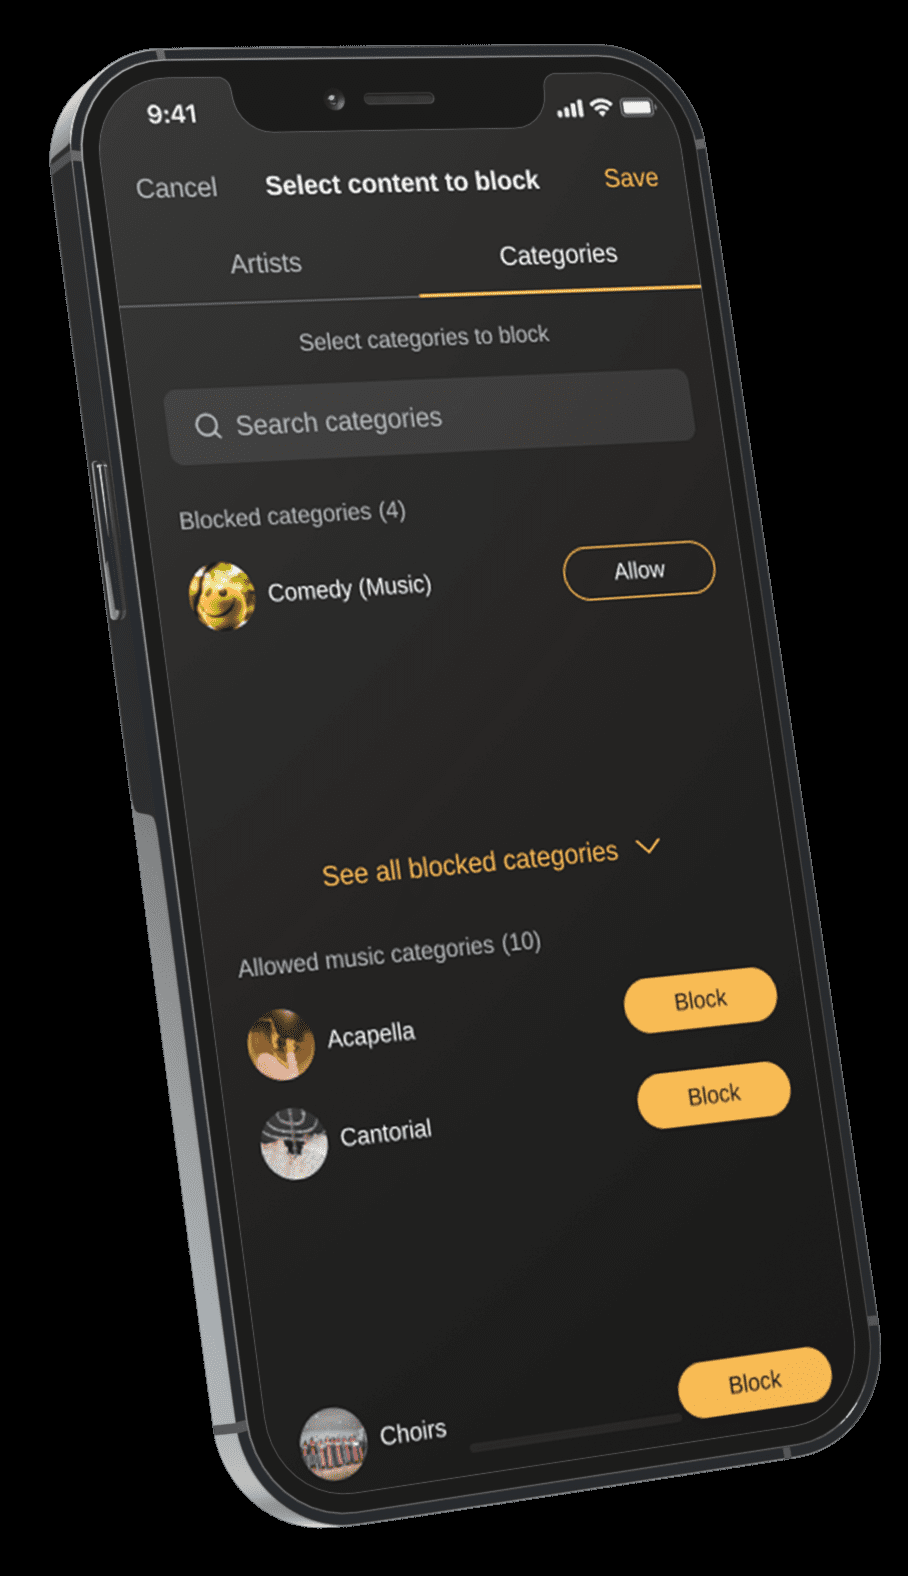 9:41
Cancel Select content to block Save
Artists Categories
Select categories to block
Search categories
Blocked categories (4)
Comedy (Music) Allow
See all blocked categories
Allowed music categories (10)
Acapella Block
Cantorial Block
Choirs Block